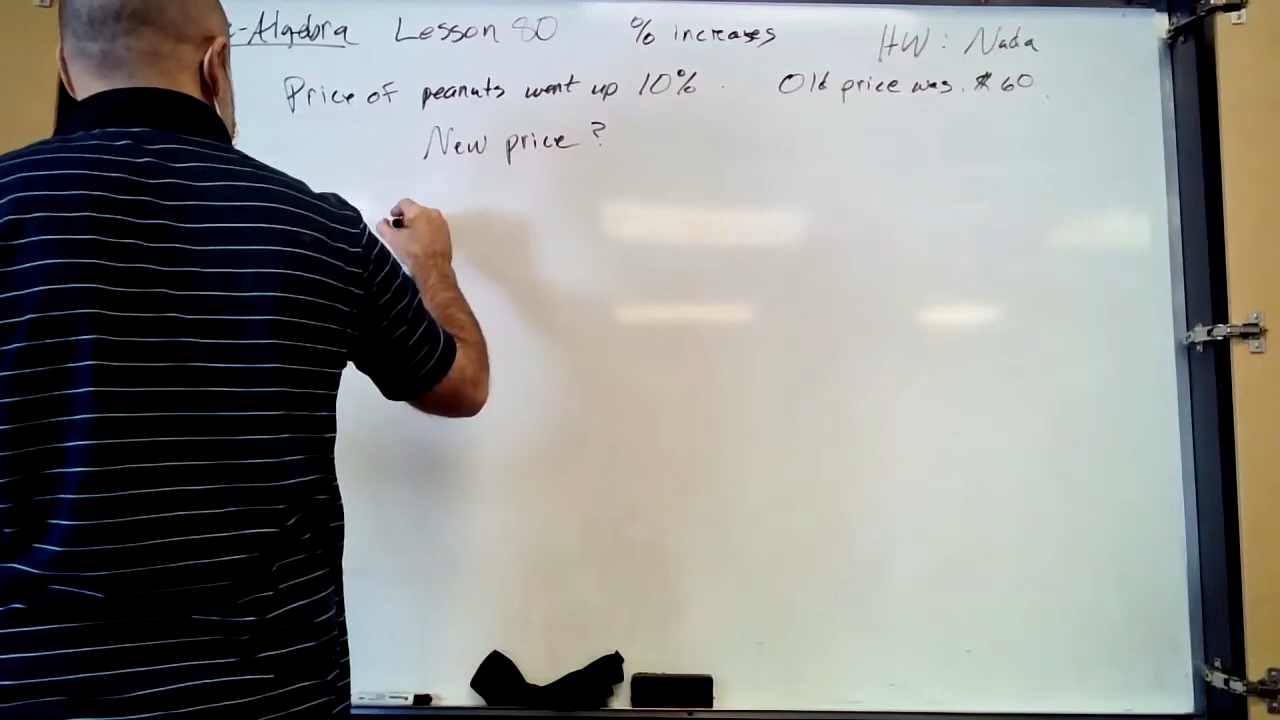 -Algebra Lesson 80 % increases HW: Nada
Price of peanuts went up 10%. Old price was $60.
New price?